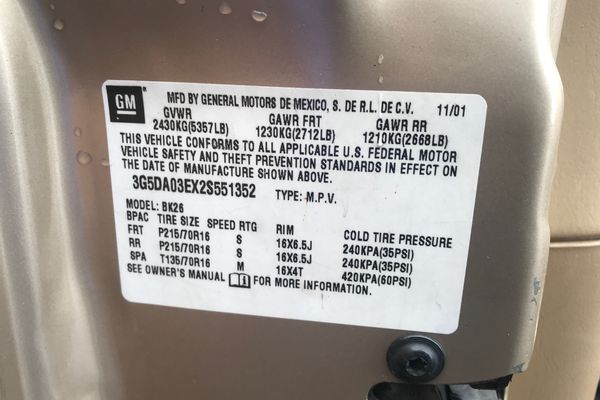 GM
MFD BY GENERAL MOTORS DE MEXICO, S. DE R.L. DE C.V. 11/01
GVWR GAWR FRT GAWR RR
2430KG(5357LB) 1230KG(2712LB) 1210KG(2668LB)
THIS VEHICLE CONFORMS TO ALL APPLICABLE U.S. FEDERAL MOTOR
VEHICLE SAFETY AND THEFT PREVENTION STANDARDS IN EFFECT ON
THE DATE OF MANUFACTURE SHOWN ABOVE.
3G5DA03EX2S551352 TYPE: M.P.V.
MODEL: BK26
BPAC TIRE SIZE SPEED RTG RIM COLD TIRE PRESSURE
FRT P215/70R16 S 16X6.5J 240KPA(35PSI)
RR P215/70R16 S 16X6.5J 240KPA(35PSI)
SPA T135/70R16 M 16X4T 420KPA(60PSI)
SEE OWNER'S MANUAL FOR MORE INFORMATION.